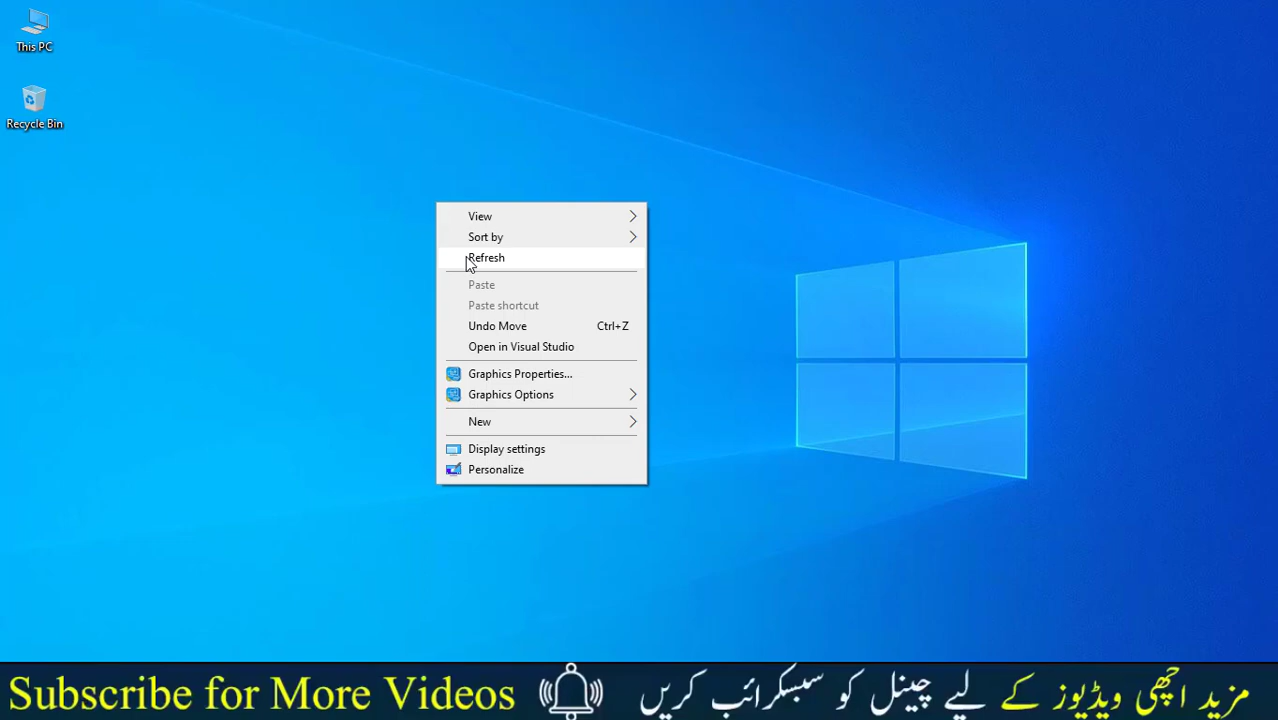 This PC
Recycle Bin
View
Sort by
Refresh
Paste
Paste shortcut
Undo Move Ctrl+Z
Open in Visual Studio
Graphics Properties...
Graphics Options
New
Display settings
Personalize
Subscribe for More Videos مزید اچھی ویڈیوز کے لیے چینل کو سبسکرائب کریں